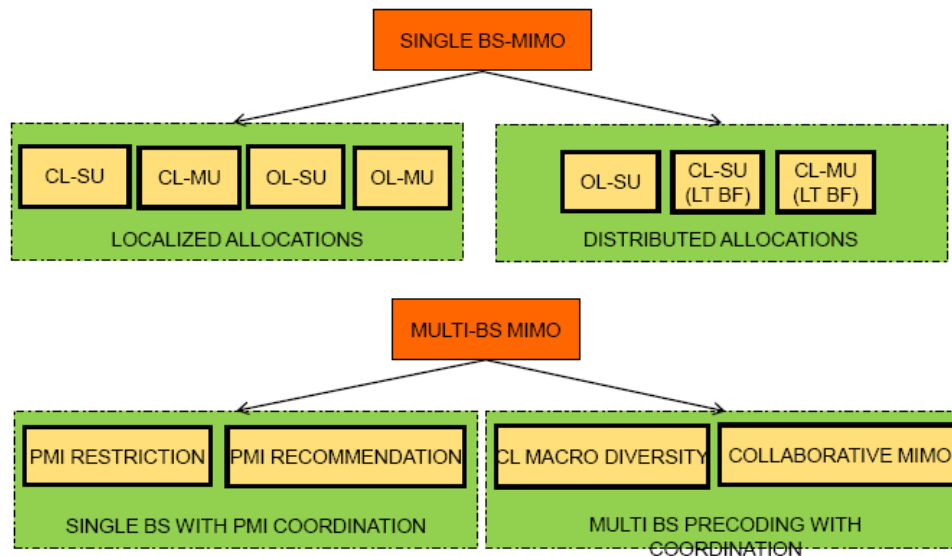 SINGLE BS-MIMO
CL-SU
CL-MU
OL-SU
OL-MU
LOCALIZED ALLOCATIONS
OL-SU
CL-SU
(LT BF)
CL-MU
(LT BF)
DISTRIBUTED ALLOCATIONS
MULTI-BS MIMO
PMI RESTRICTION
PMI RECOMMENDATION
SINGLE BS WITH PMI COORDINATION
CL MACRO DIVERSITY
COLLABORATIVE MIMO
MULTI BS PRECODING WITH
COORDINATION